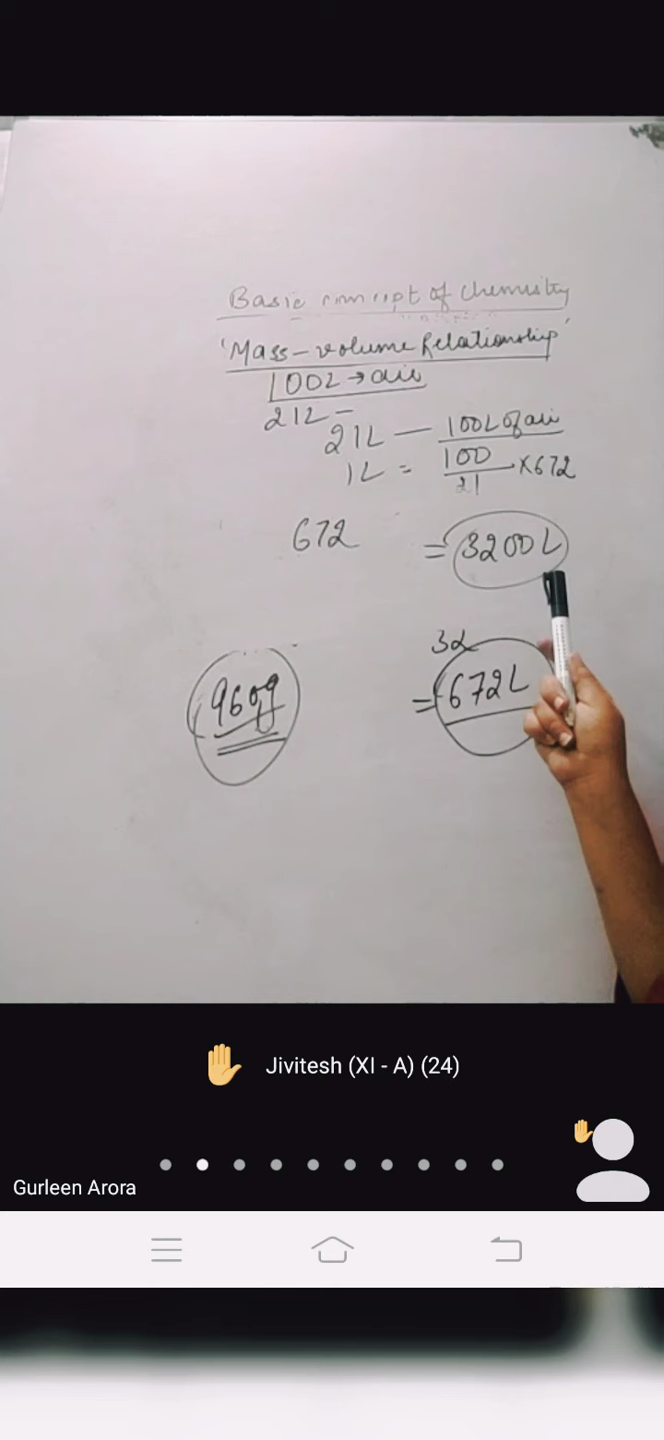 Basic concept of Chemistry
'Mass-volume Relationship'
100L → air
21L -
21L — 100L of air
1L = 100/21 × 672
672 = 3200L
32
960g = 672L
Jivitesh (XI - A) (24)
Gurleen Arora